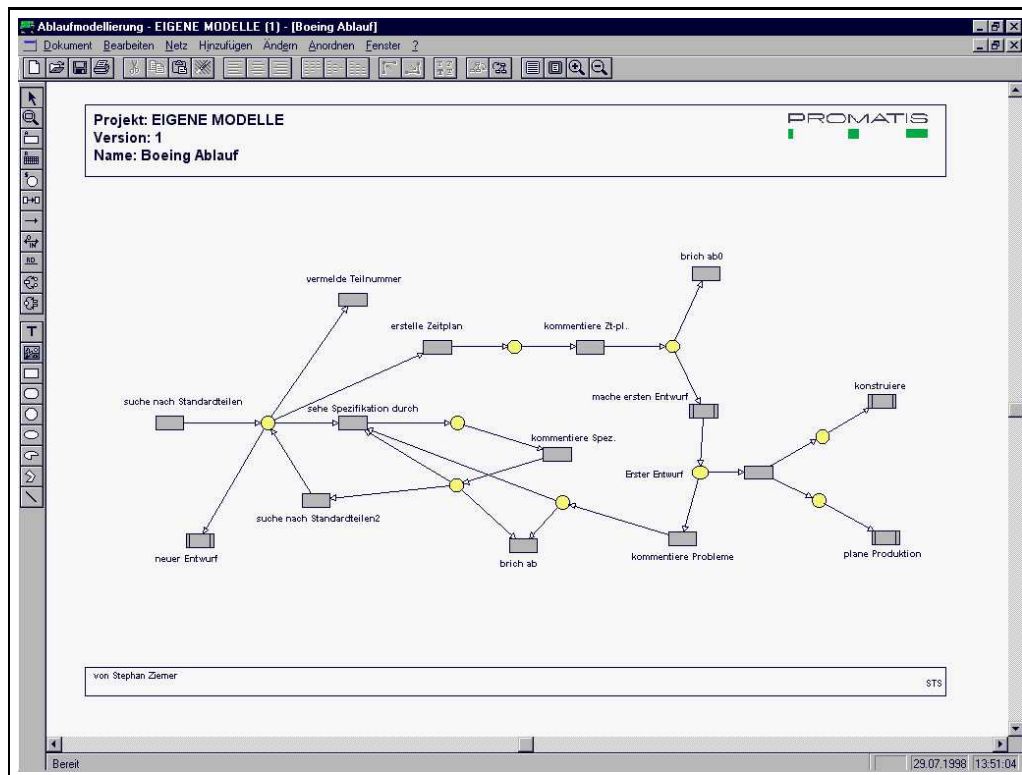 Ablaufmodellierung - EIGENE MODELLE (1) - [Boeing Ablauf]
Dokument Bearbeiten Netz Hinzufügen Ändern Anordnen Fenster ?
Projekt: EIGENE MODELLE
Version: 1
Name: Boeing Ablauf
PROMATIS
brich ab0
vermelde Teilnummer
erstelle Zeitplan
kommentiere Zt-pl.
konstruiere
suche nach Standardteilen
mache ersten Entwurf
sehe Spezifikation durch
kommentiere Spez.
Erster Entwurf
suche nach Standardteilen2
neuer Entwurf
brich ab
kommentiere Probleme
plane Produktion
von Stephan Ziemer
STS
Bereit
29.07.1998 13:51:04